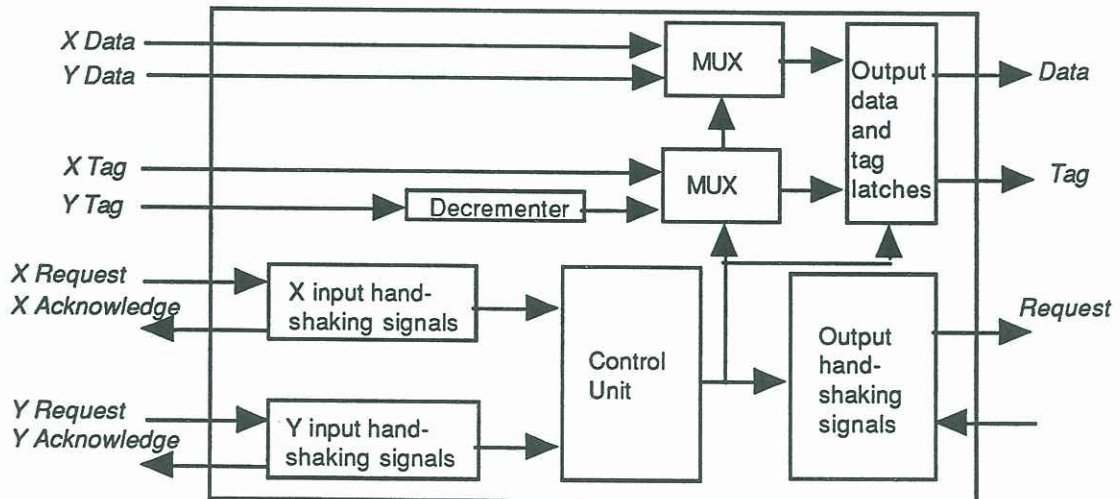 X Data
Y Data
MUX
Output
data
and
tag
latches
Data
X Tag
Y Tag
Decrementer
MUX
Tag
X Request
X Acknowledge
X input hand-
shaking signals
Control
Unit
Output
hand-
shaking
signals
Request
Y Request
Y Acknowledge
Y input hand-
shaking signals